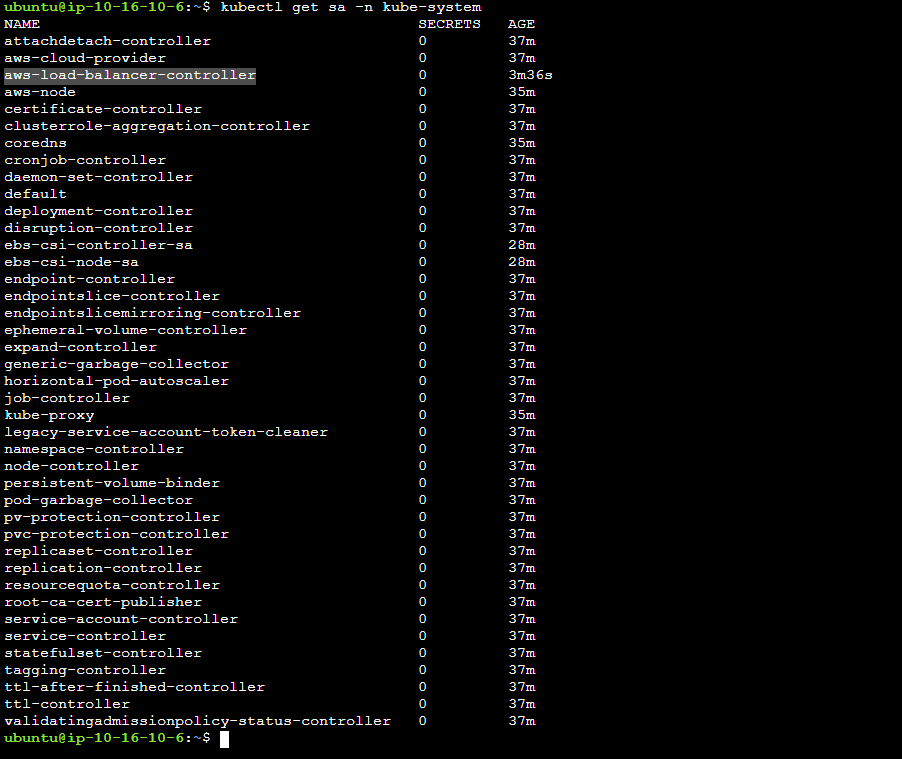 ubuntu@ip-10-16-10-6:~$ kubectl get sa -n kube-system
NAME SECRETS AGE
attachdetach-controller 0 37m
aws-cloud-provider 0 37m
aws-load-balancer-controller 0 3m36s
aws-node 0 35m
certificate-controller 0 37m
clusterrole-aggregation-controller 0 37m
coredns 0 35m
cronjob-controller 0 37m
daemon-set-controller 0 37m
default 0 37m
deployment-controller 0 37m
disruption-controller 0 37m
ebs-csi-controller-sa 0 28m
ebs-csi-node-sa 0 28m
endpoint-controller 0 37m
endpointslice-controller 0 37m
endpointslicemirroring-controller 0 37m
ephemeral-volume-controller 0 37m
expand-controller 0 37m
generic-garbage-collector 0 37m
horizontal-pod-autoscaler 0 37m
job-controller 0 37m
kube-proxy 0 35m
legacy-service-account-token-cleaner 0 37m
namespace-controller 0 37m
node-controller 0 37m
persistent-volume-binder 0 37m
pod-garbage-collector 0 37m
pv-protection-controller 0 37m
pvc-protection-controller 0 37m
replicaset-controller 0 37m
replication-controller 0 37m
resourcequota-controller 0 37m
root-ca-cert-publisher 0 37m
service-account-controller 0 37m
service-controller 0 37m
statefulset-controller 0 37m
tagging-controller 0 37m
ttl-after-finished-controller 0 37m
ttl-controller 0 37m
validatingadmissionpolicy-status-controller 0 37m
ubuntu@ip-10-16-10-6:~$